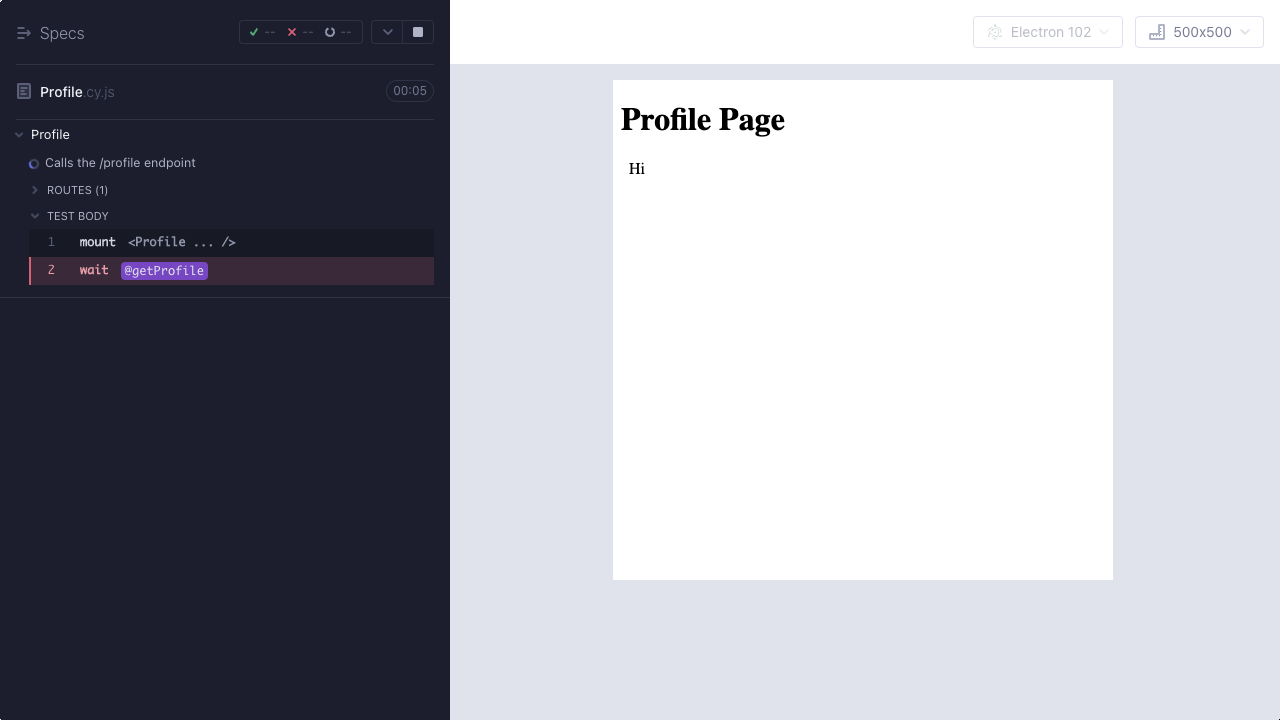 Specs
-- -- --
Profile.cy.js 00:05
Profile
Calls the /profile endpoint
ROUTES (1)
TEST BODY
1 mount <Profile ... />
2 wait @getProfile
Electron 102
500x500
Profile Page
Hi